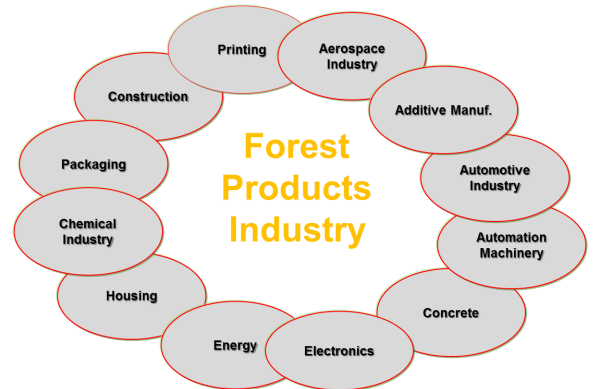 Printing
Aerospace
Industry
Construction
Additive Manuf.
Forest
Products
Industry
Packaging
Automotive
Industry
Chemical
Industry
Automation
Machinery
Housing
Concrete
Energy
Electronics